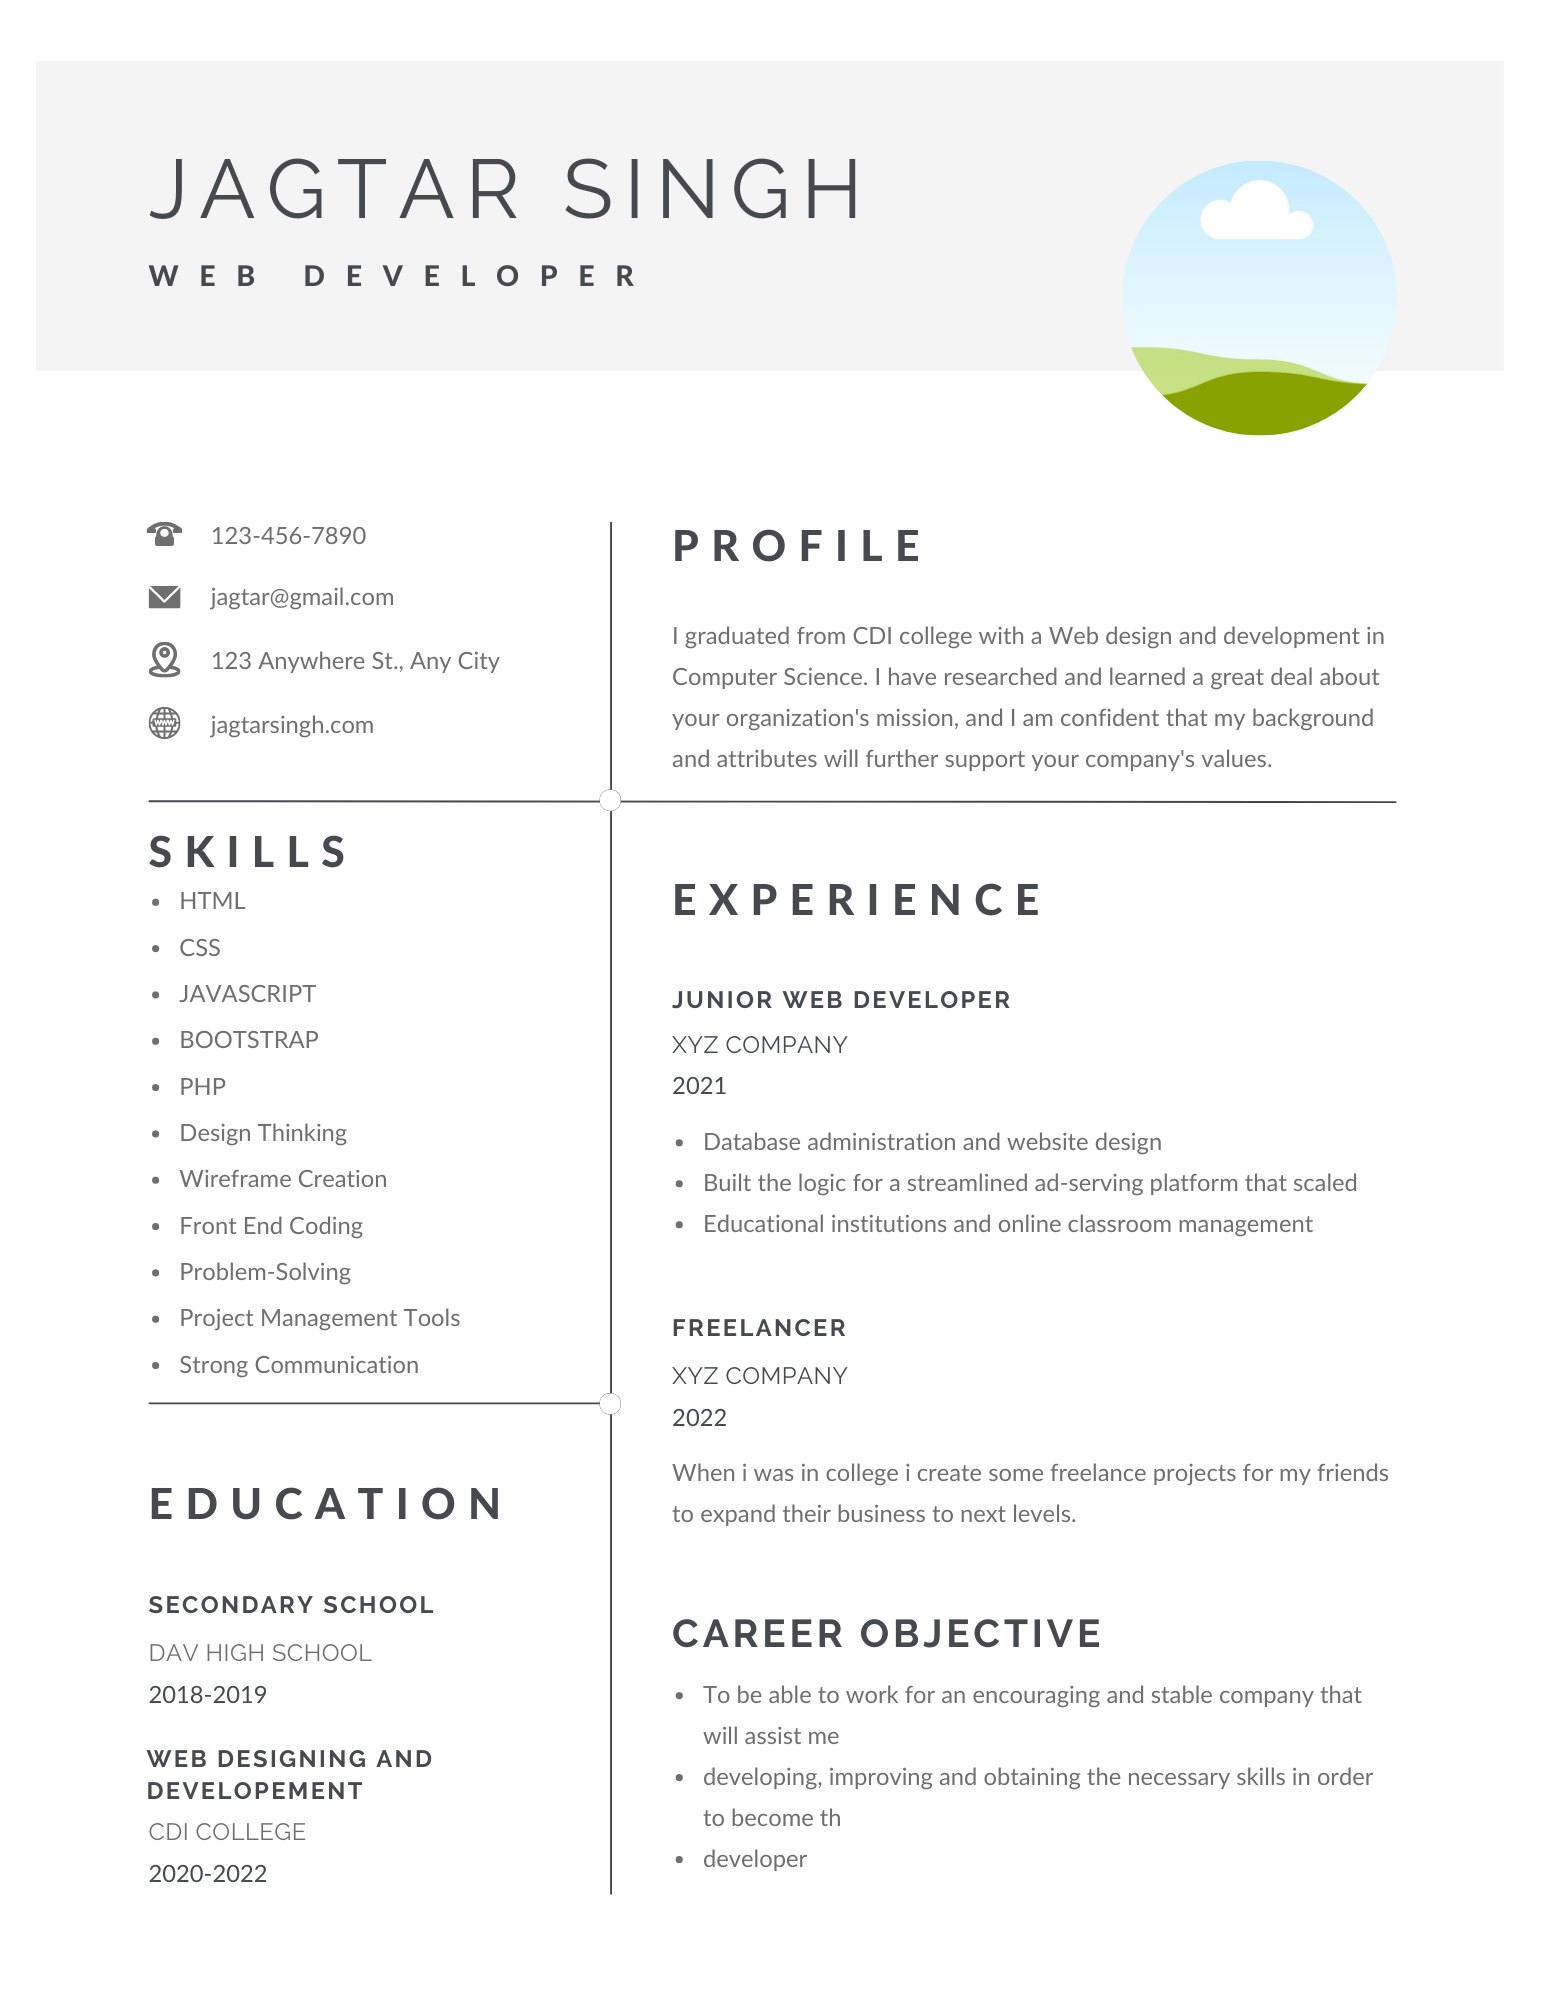 JAGTAR SINGH
WEB DEVELOPER
123-456-7890
jagtar@gmail.com
123 Anywhere St., Any City
jagtarsingh.com
PROFILE
I graduated from CDI college with a Web design and development in
Computer Science. I have researched and learned a great deal about
your organization's mission, and I am confident that my background
and attributes will further support your company's values.
SKILLS
• HTML
• CSS
• JAVASCRIPT
• BOOTSTRAP
• PHP
• Design Thinking
• Wireframe Creation
• Front End Coding
• Problem-Solving
• Project Management Tools
• Strong Communication
EDUCATION
SECONDARY SCHOOL
DAV HIGH SCHOOL
2018-2019
WEB DESIGNING AND
DEVELOPEMENT
CDI COLLEGE
2020-2022
EXPERIENCE
JUNIOR WEB DEVELOPER
XYZ COMPANY
2021
• Database administration and website design
• Built the logic for a streamlined ad-serving platform that scaled
• Educational institutions and online classroom management
FREELANCER
XYZ COMPANY
2022
When i was in college i create some freelance projects for my friends
to expand their business to next levels.
CAREER OBJECTIVE
• To be able to work for an encouraging and stable company that
will assist me
• developing, improving and obtaining the necessary skills in order
to become th
• developer